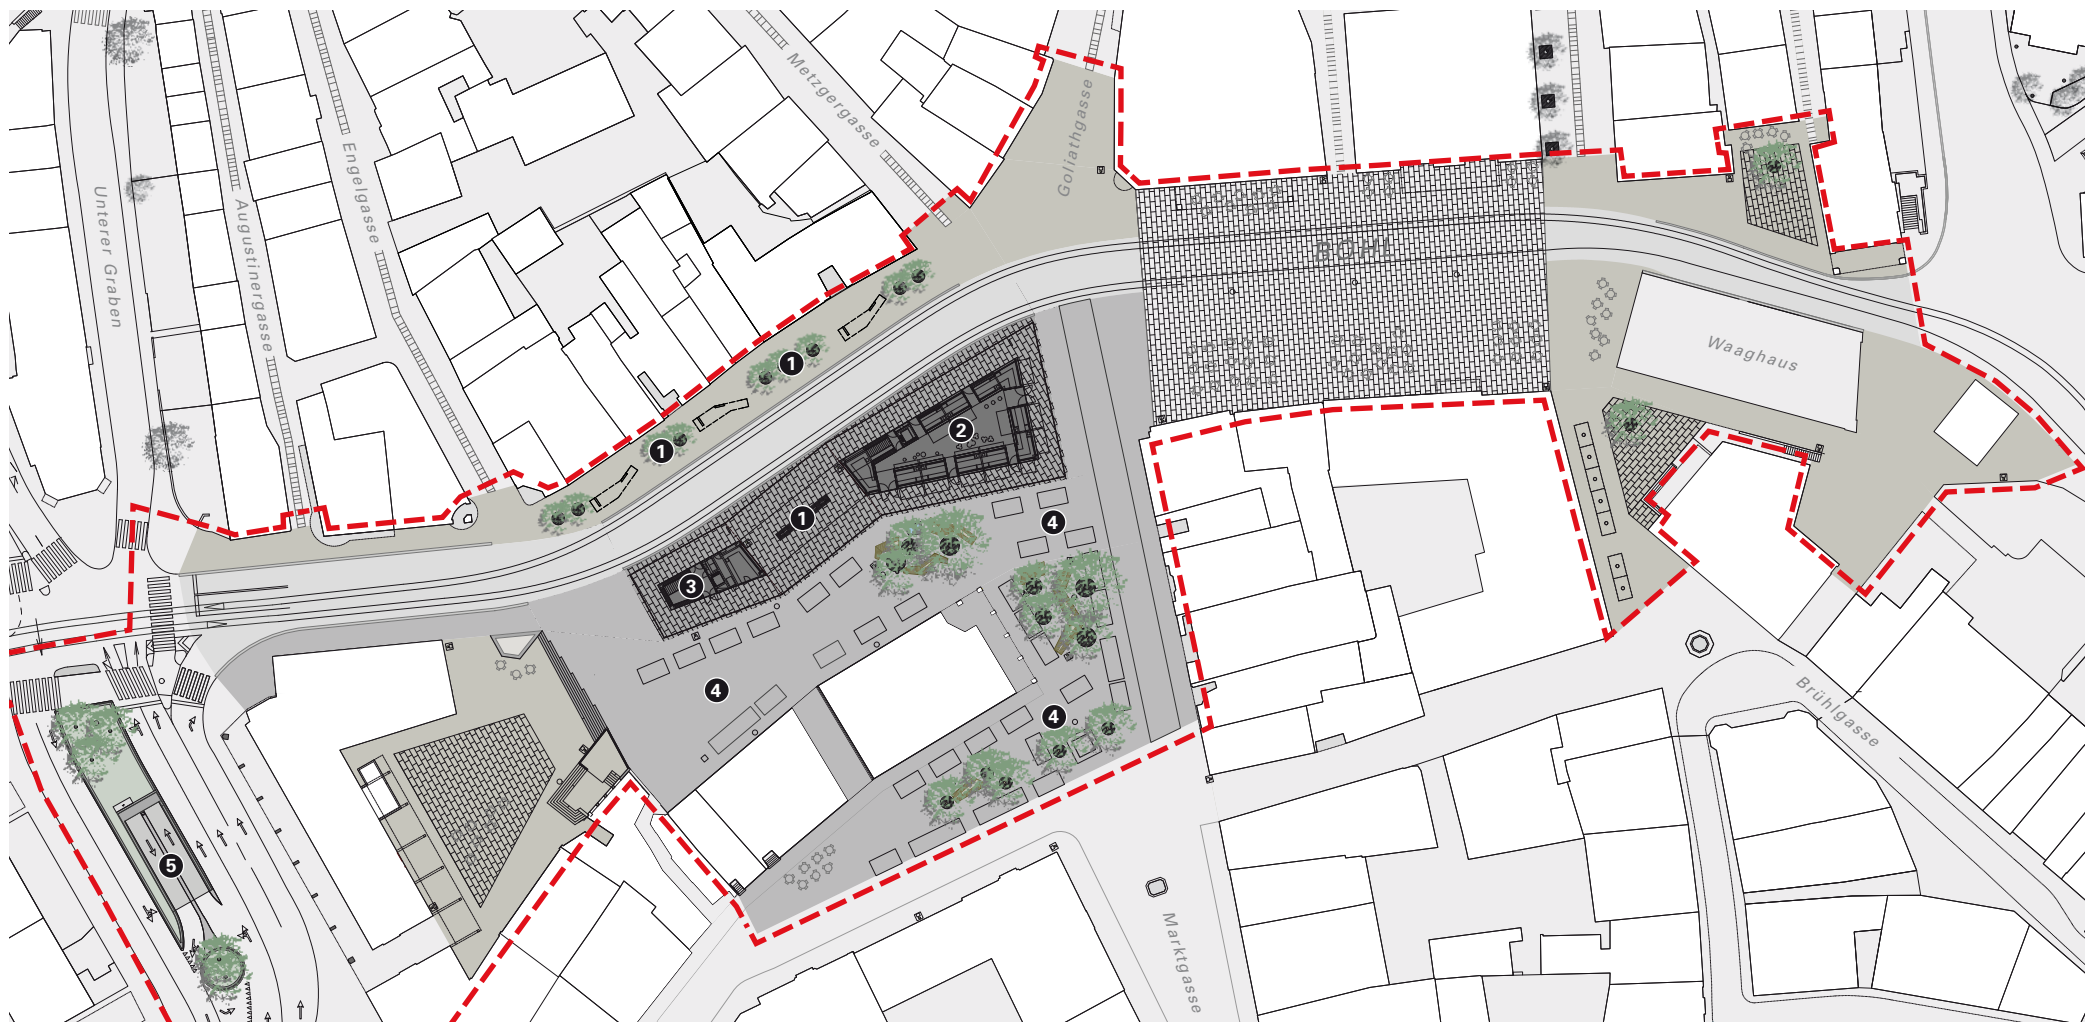 Metzgergasse
Goliathgasse
Engelgasse
Unterer Graben
Augustinergasse
BOHL
Waaghaus
1
1
2
1
4
3
4
4
Brühlgasse
5
Marktgasse